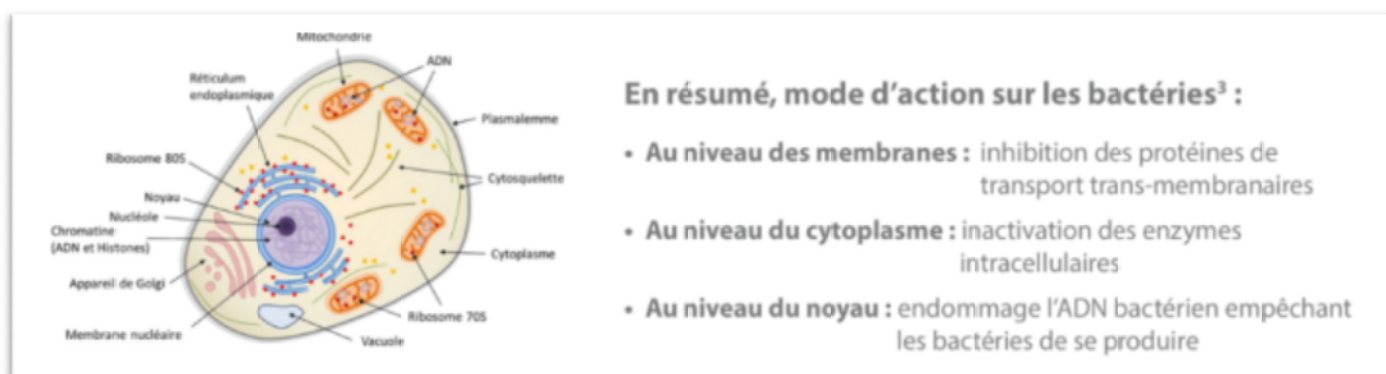 Mitochondrie
ADN
Réticulum
endoplasmique
Plasmalemme
Ribosome 80S
Cytosquelette
Noyau
Nucléole
Chromatine
(ADN et Histones)
Cytoplasme
Appareil de Golgi
Ribosome 70S
Membrane nucléaire
Vacuole
En résumé, mode d’action sur les bactéries³ :
• Au niveau des membranes : inhibition des protéines de
transport trans-membranaires
• Au niveau du cytoplasme : inactivation des enzymes
intracellulaires
• Au niveau du noyau : endommage l’ADN bactérien empêchant
les bactéries de se produire